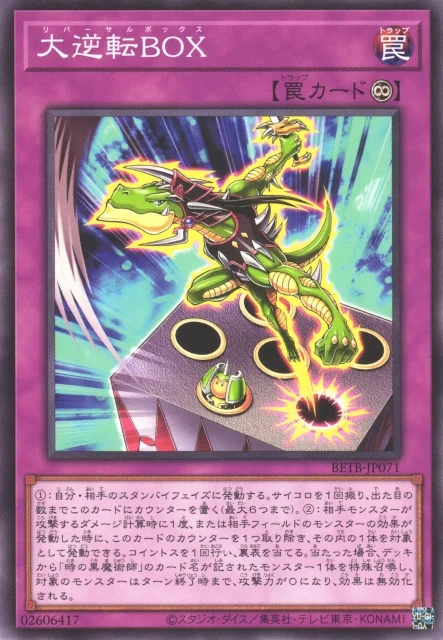 リバーサルボックス
大逆転BOX
トラップ
罠
トラップ
【罠カード】
BETB-JP071
①:自分・相手のスタンバイフェイズに発動する。サイコロを1回振り、出た目の
数までこのカードにカウンターを置く(最大6つまで)。②:相手モンスターが
攻撃するダメージ計算時に1度、または相手フィールドのモンスターの効果が
発動した時に、このカードのカウンターを1つ取り除き、その内の1体を対象
として発動できる。コイントスを1回行い、裏表を当てる。当たった場合、デッキ
から「時の黒魔術師」のカード名が記されたモンスター1体を特殊召喚し、
対象のモンスターはターン終了時まで、攻撃力が0になり、効果は無効化
される。
02606417
©スタジオ・ダイス/集英社・テレビ東京・KONAMI